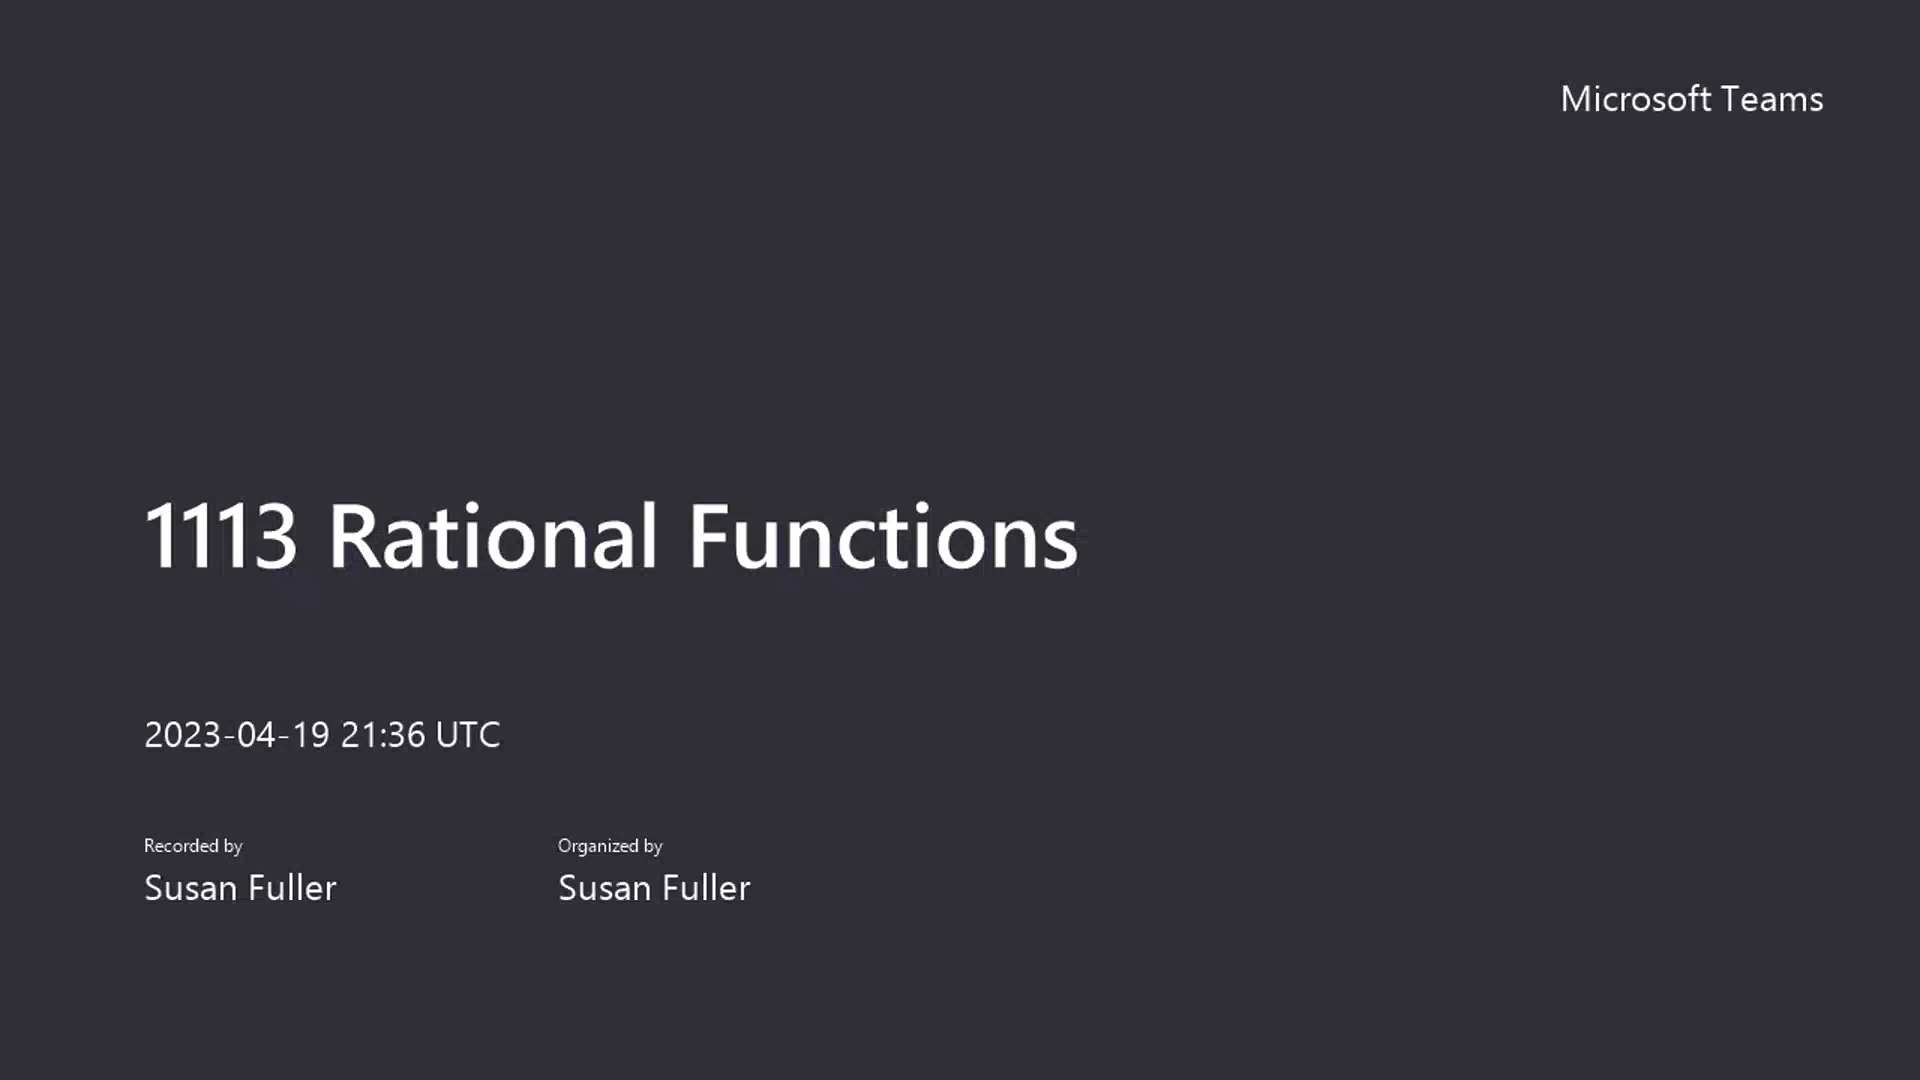 Microsoft Teams
1113 Rational Functions
2023-04-19 21:36 UTC
Recorded by
Susan Fuller
Organized by
Susan Fuller